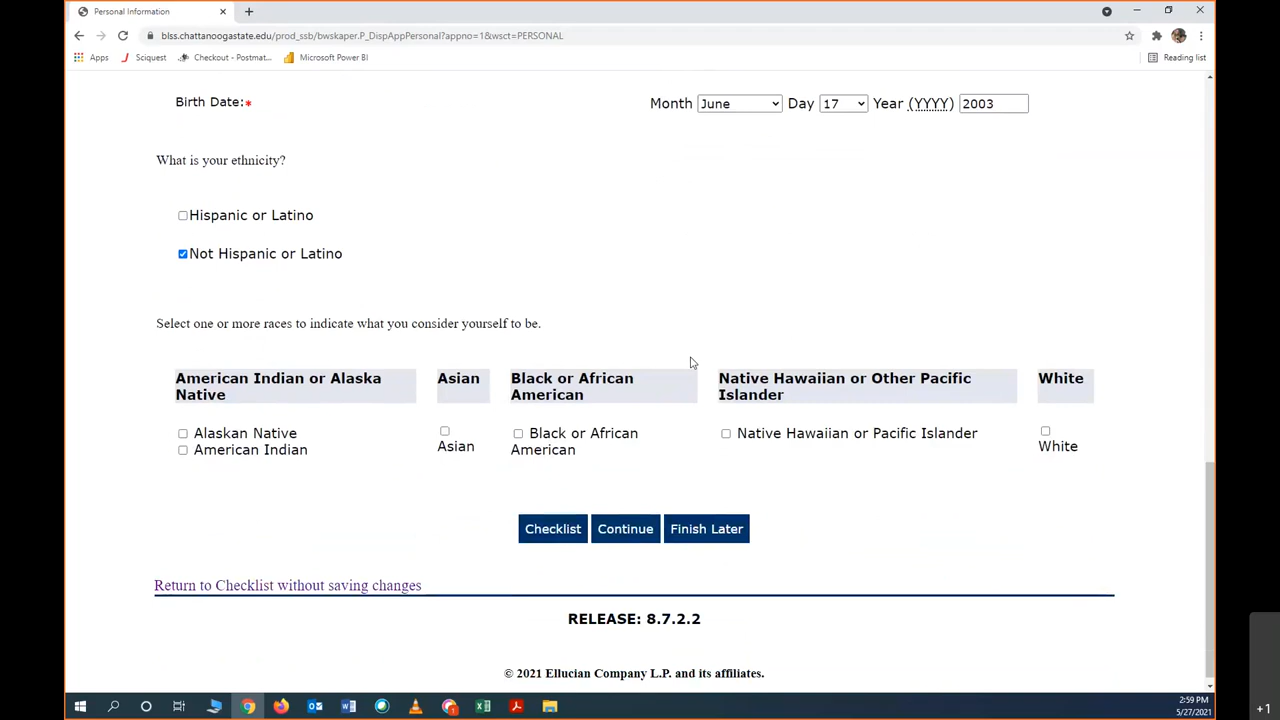 Personal Information
blss.chattanoogastate.edu/prod_ssb/bwskaper.P_DispAppPersonal?appno=1&wsct=PERSONAL
Apps Sciquest Checkout - Postmat... Microsoft Power BI Reading list
Birth Date:* Month June Day 17 Year (YYYY) 2003
What is your ethnicity?
Hispanic or Latino
Not Hispanic or Latino
Select one or more races to indicate what you consider yourself to be.
American Indian or Alaska
Native
Asian
Black or African
American
Native Hawaiian or Other Pacific
Islander
White
Alaskan Native
American Indian
Asian
Black or African
American
Native Hawaiian or Pacific Islander
White
Checklist Continue Finish Later
Return to Checklist without saving changes
RELEASE: 8.7.2.2
© 2021 Ellucian Company L.P. and its affiliates.
2:59 PM
5/27/2021
+1